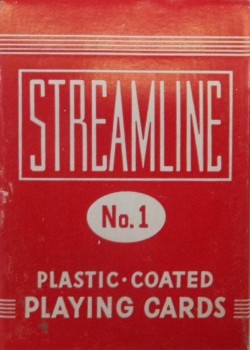 STREAMLINE
No. 1
PLASTIC·COATED
PLAYING CARDS